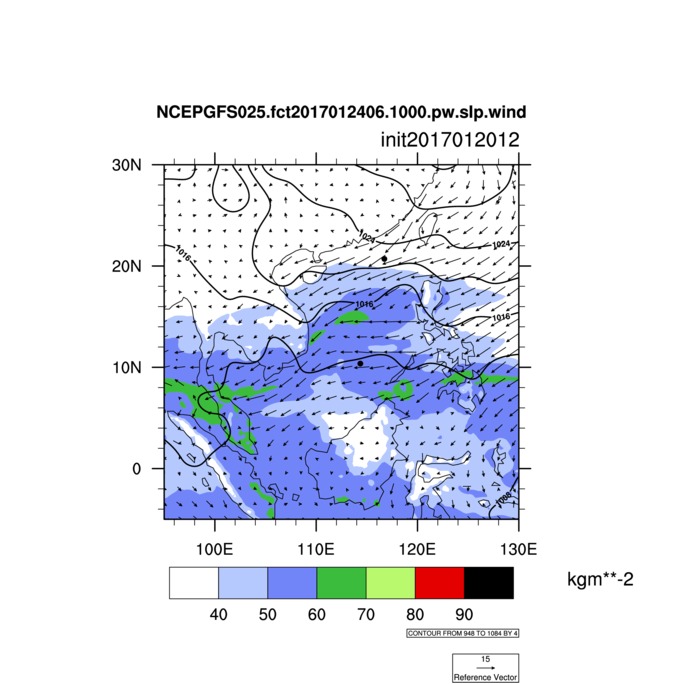 NCEPGFS025.fct2017012406.1000.pw.slp.wind
init2017012012
30N
20N
10N
0
1016
1024
1024
1016
1016
1008
100E
110E
120E
130E
kgm**-2
40
50
60
70
80
90
CONTOUR FROM 948 TO 1084 BY 4
15
Reference Vector